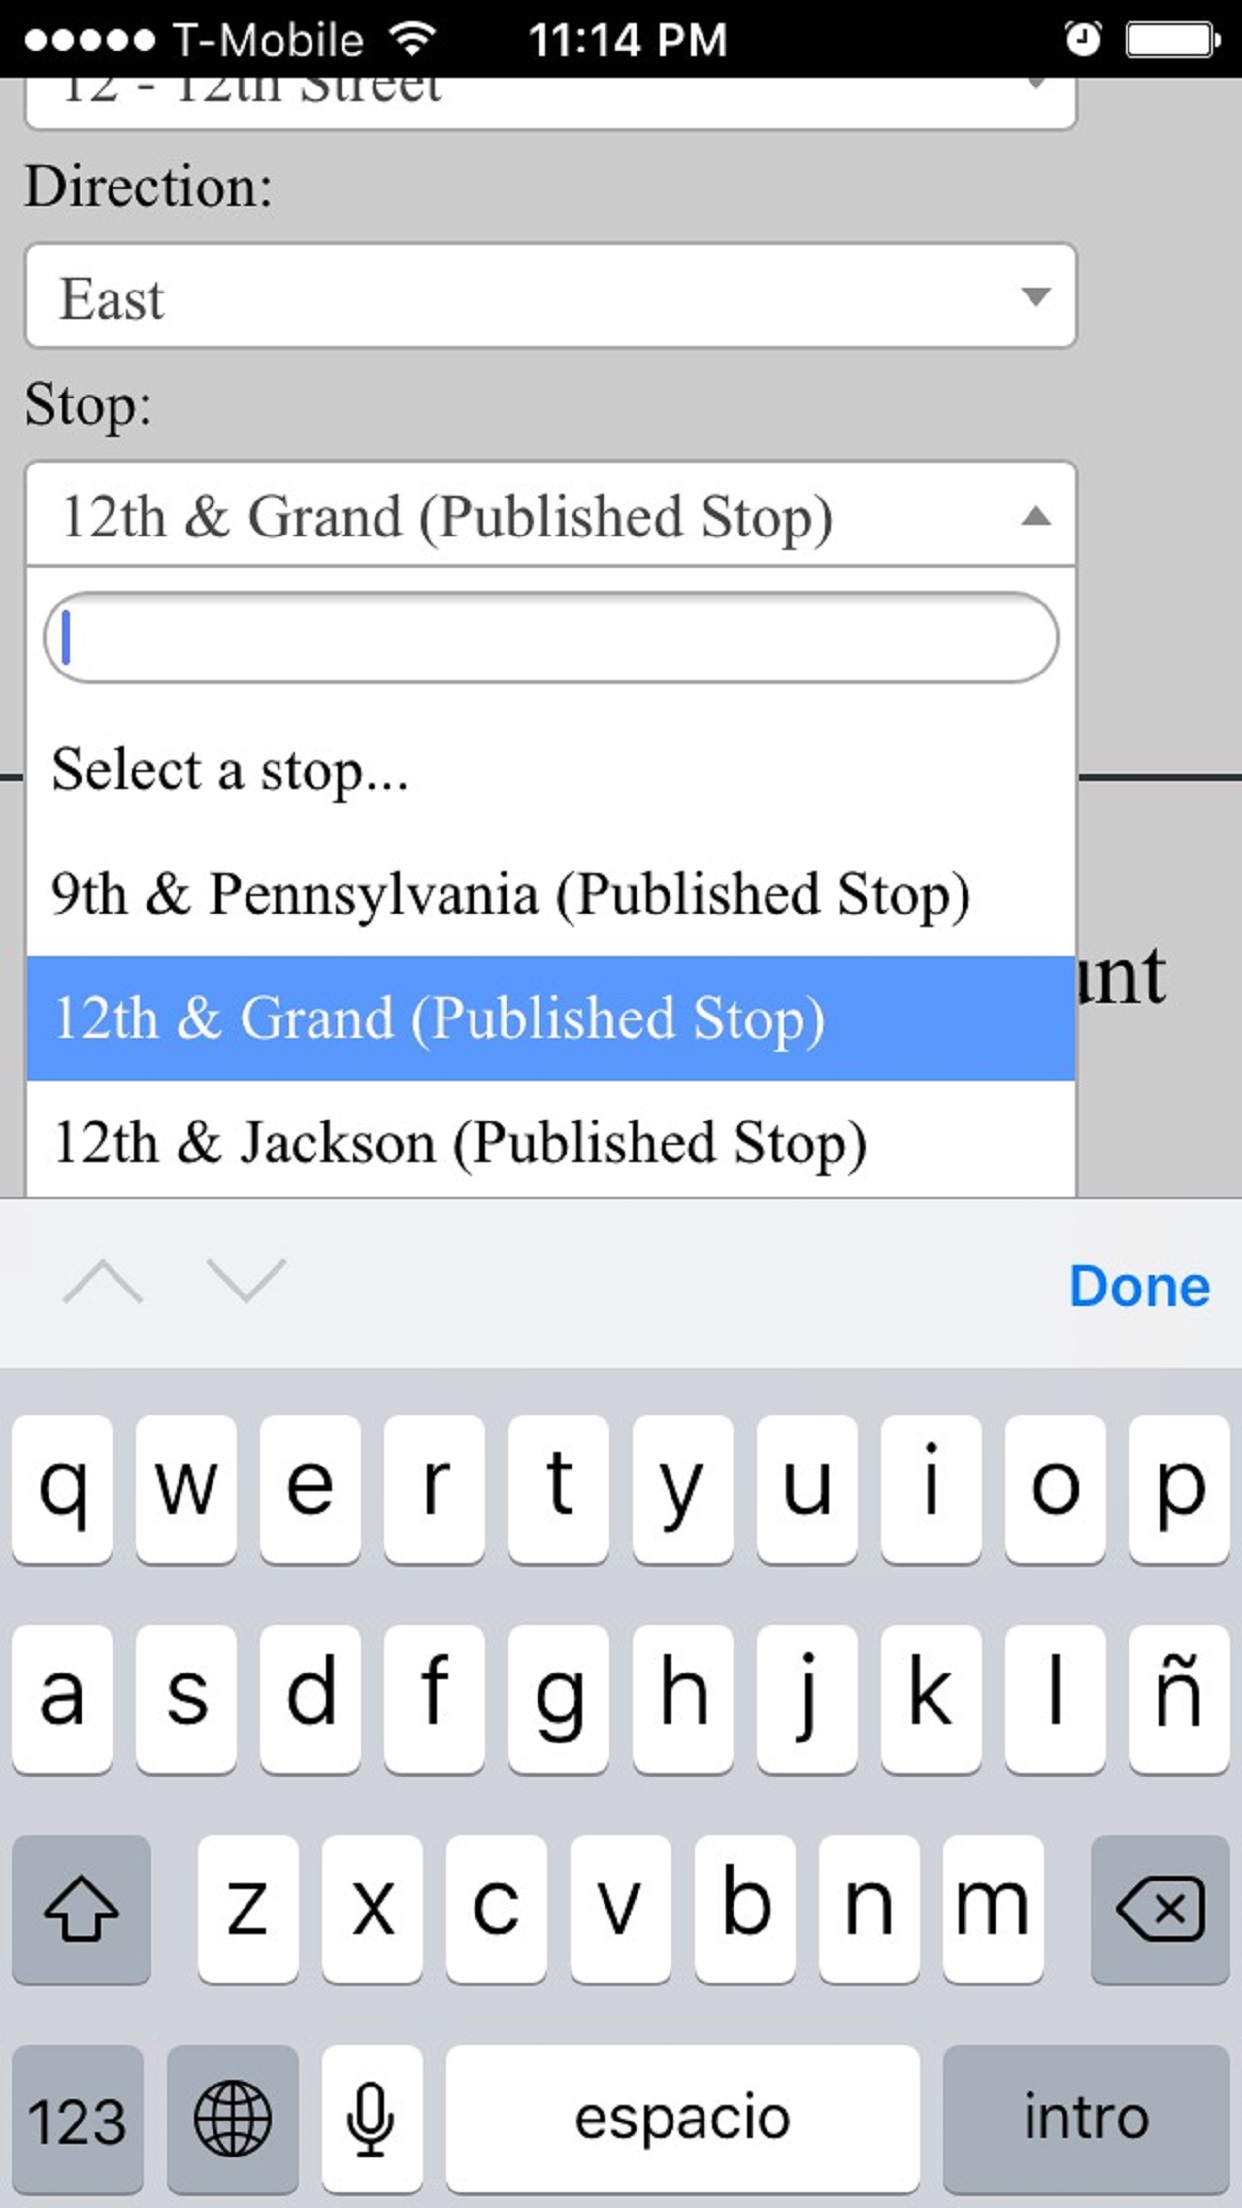 T-Mobile 11:14 PM
12 - 12th Street
Direction:
East
Stop:
12th & Grand (Published Stop)
Select a stop...
9th & Pennsylvania (Published Stop)
12th & Grand (Published Stop)
12th & Jackson (Published Stop)
Done
q w e r t y u i o p
a s d f g h j k l ñ
z x c v b n m
123 espacio intro